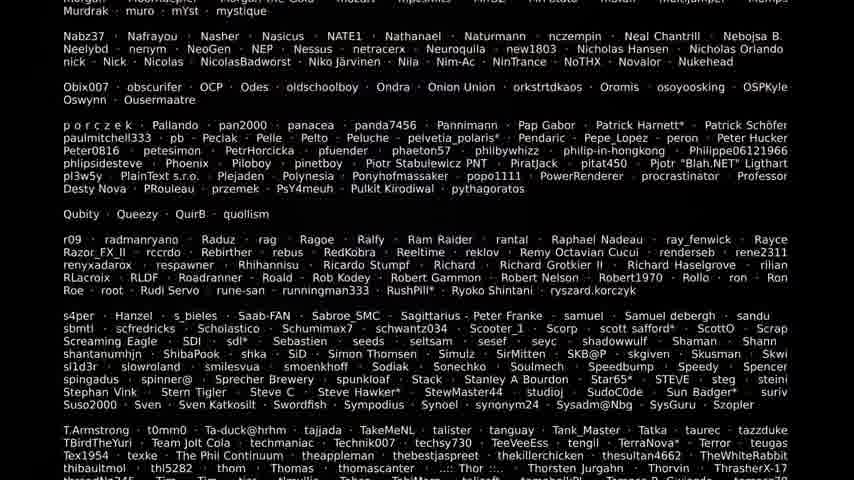 Murdrak · muro · mYst · mystique
Nabz37 · Nafrayou · Nasher · Nasicus · NATE1 · Nathanael · Naturmann · nczempin · Neal Chantrill · Nebojsa B.
Neelybd · nenym · NeoGen · NEP · Nessus · netracerx · Neuroquila · new1803 · Nicholas Hansen · Nicholas Orlando
nick · Nick · Nicolas · NicolasBadworst · Niko Järvinen · Nila · Nim-Ac · NinTrance · NoTHX · Novalor · Nukehead
Obix007 · obscurifer · OCP · Odes · oldschoolboy · Ondra · Onion Union · orkstrtdkaos · Oromis · osoyoosking · OSPKyle
Oswynn · Ousermaatre
p o r c z e k · Pallando · pan2000 · panacea · panda7456 · Pannimann · Pap Gabor · Patrick Harnett* · Patrick Schöfer
paulmitchell333 · pb · Peciak · Pelle · Pelto · Peluche · pelvetia_polaris* · Pendaric · Pepe_Lopez · peron · Peter Hucker
Peter0816 · petesimon · PetrHorcicka · pfuender · phaeton57 · philbywhizz · philip-in-hongkong · Philippe06121966
phlipsidesteve · Phoenix · Piloboy · pinetboy · Piotr Stabulewicz PNT · PiratJack · pitat450 · Pjotr "Blah.NET" Ligthart
pl3w5y · PlainText s.r.o. · Plejaden · Polynesia · Ponyhofmassaker · popo1111 · PowerRenderer · procrastinator · Professor
Desty Nova · PRouleau · przemek · PsY4meuh · Pulkit Kirodiwal · pythagoratos
Qubity · Queezy · QuirB · quollism
r09 · radmanryano · Raduz · rag · Ragoe · Ralfy · Ram Raider · rantal · Raphael Nadeau · ray_fenwick · Rayce
Razor_FX_II · rccrdo · Rebirther · rebus · RedKobra · Reeltime · reklov · Remy Octavian Cucui · renderseb · rene2311
renyxadarox · respawner · Rhihannisu · Ricardo Stumpf · Richard · Richard Grotkier II · Richard Haselgrove · rilian
RLacroix · RLDF · Roadranner · Roald · Rob Kodey · Robert Gammon · Robert Nelson · Robert1970 · Rollo · ron · Ron
Roe · root · Rudi Servo · rune-san · runningman333 · RushPill* · Ryoko Shintani · ryszard.korczyk
s4per · Hanzel · s_bieles · Saab-FAN · Sabroe_SMC · Sagittarius - Peter Franke · samuel · Samuel debergh · sandu
sbmtl · scfredricks · Scholastico · Schumimax7 · schwantz034 · Scooter_1 · Scorp · scott safford* · ScottO · Scrap
Screaming Eagle · SDI · sdl* · Sebastien · seeds · seltsam · sesef · seyc · shadowwulf · Shaman · Shann
shantanumhjn · ShibaPook · shka · SiD · Simon Thomsen · Simulz · SirMitten · SKB@P · skgiven · Skusman · Skwi
sl1d3r · slowroland · smilesvua · smoenkhoff · Sodiak · Sonechko · Soulmech · Speedbump · Speedy · Spencer
spingadus · spinner@ · Sprecher Brewery · spunkloaf · Stack · Stanley A Bourdon · Star65* · STE\/E · steg · steini
Stephan Vink · Stern Tigler · Steve C · Steve Hawker* · StewMaster44 · studioj · SudoC0de · Sun Badger* · suriv
Suso2000 · Sven · Sven Katkosilt · Swordfish · Sympodius · Synoel · synonym24 · Sysadm@Nbg · SysGuru · Szopler
T.Armstrong · t0mm0 · Ta-duck@hrhm · tajjada · TakeMeNL · talister · tanguay · Tank_Master · Tatka · taurec · tazzduke
TBirdTheYuri · Team Jolt Cola · techmaniac · Technik007 · techsy730 · TeeVeeEss · tengil · TerraNova* · Terror · teugas
Tex1954 · texke · The Phil Continuum · theappleman · thebestjaspreet · thekillerchicken · thesultan4662 · TheWhiteRabbit
thibaultmol · thl5282 · thom · Thomas · thomascanter · ..:: Thor ::.. · Thorsten Jurgahn · Thorvin · ThrasherX-17